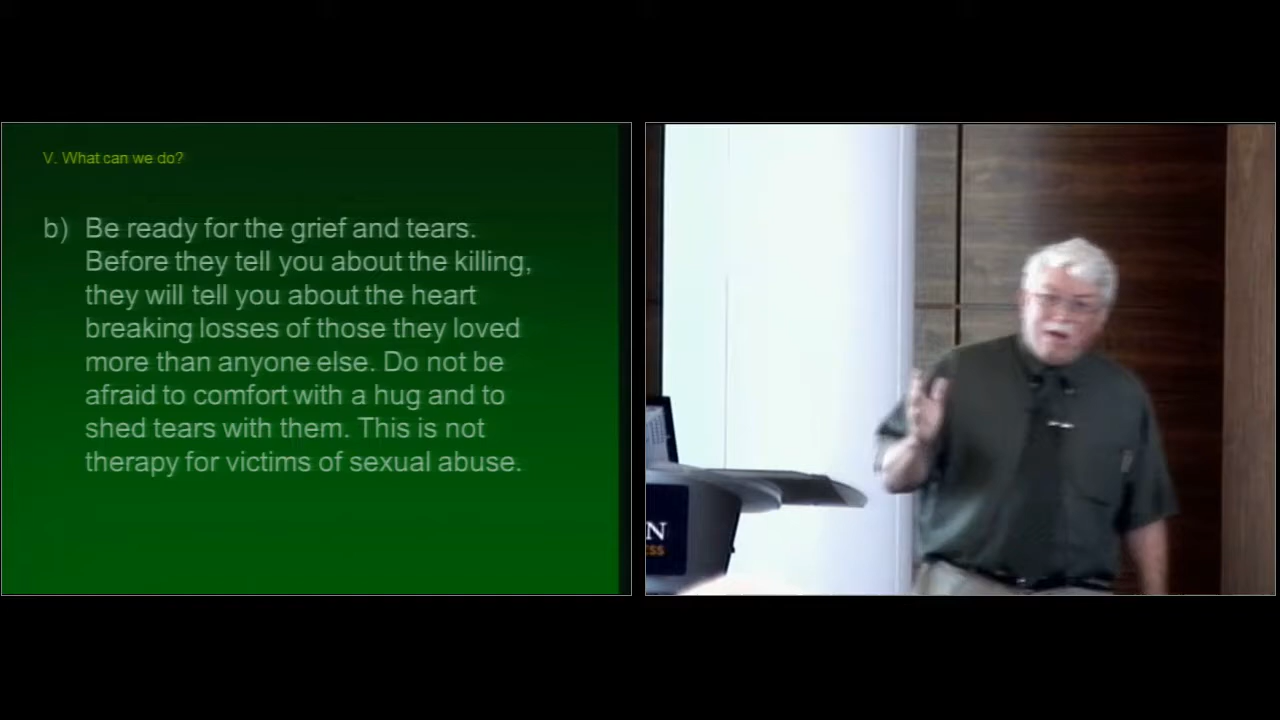 V. What can we do?
b) Be ready for the grief and tears.
Before they tell you about the killing,
they will tell you about the heart
breaking losses of those they loved
more than anyone else. Do not be
afraid to comfort with a hug and to
shed tears with them. This is not
therapy for victims of sexual abuse.
N
ESS